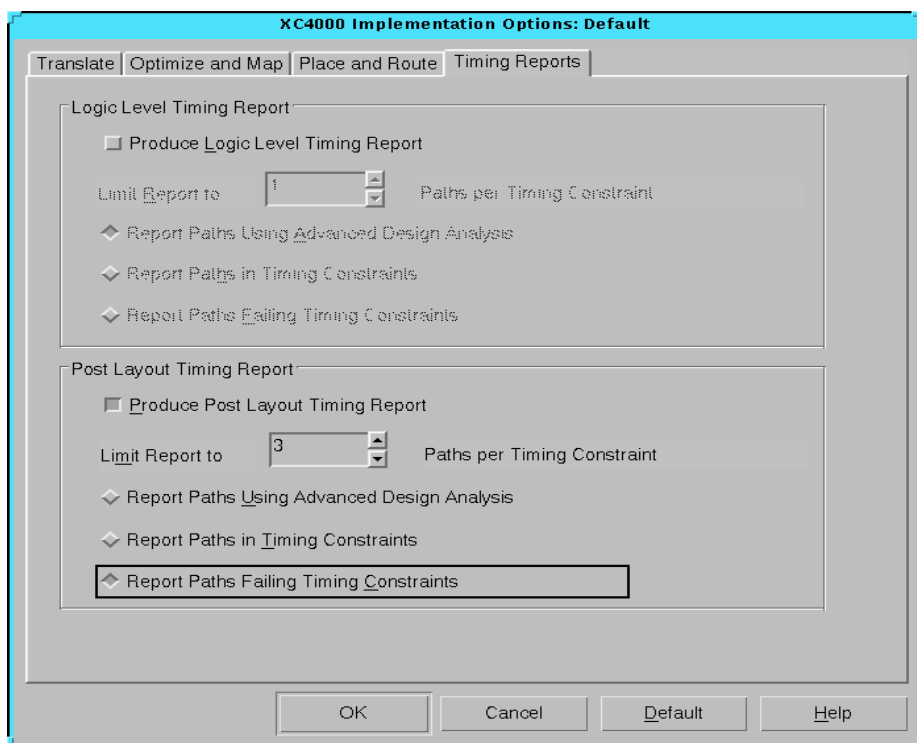 XC4000 Implementation Options: Default
Translate Optimize and Map Place and Route Timing Reports
Logic Level Timing Report
Produce Logic Level Timing Report
Limit Report to 1 Paths per Timing Constraint
Report Paths Using Advanced Design Analysis
Report Paths in Timing Constraints
Report Paths Failing Timing Constraints
Post Layout Timing Report
Produce Post Layout Timing Report
Limit Report to 3 Paths per Timing Constraint
Report Paths Using Advanced Design Analysis
Report Paths in Timing Constraints
Report Paths Failing Timing Constraints
OK Cancel Default Help